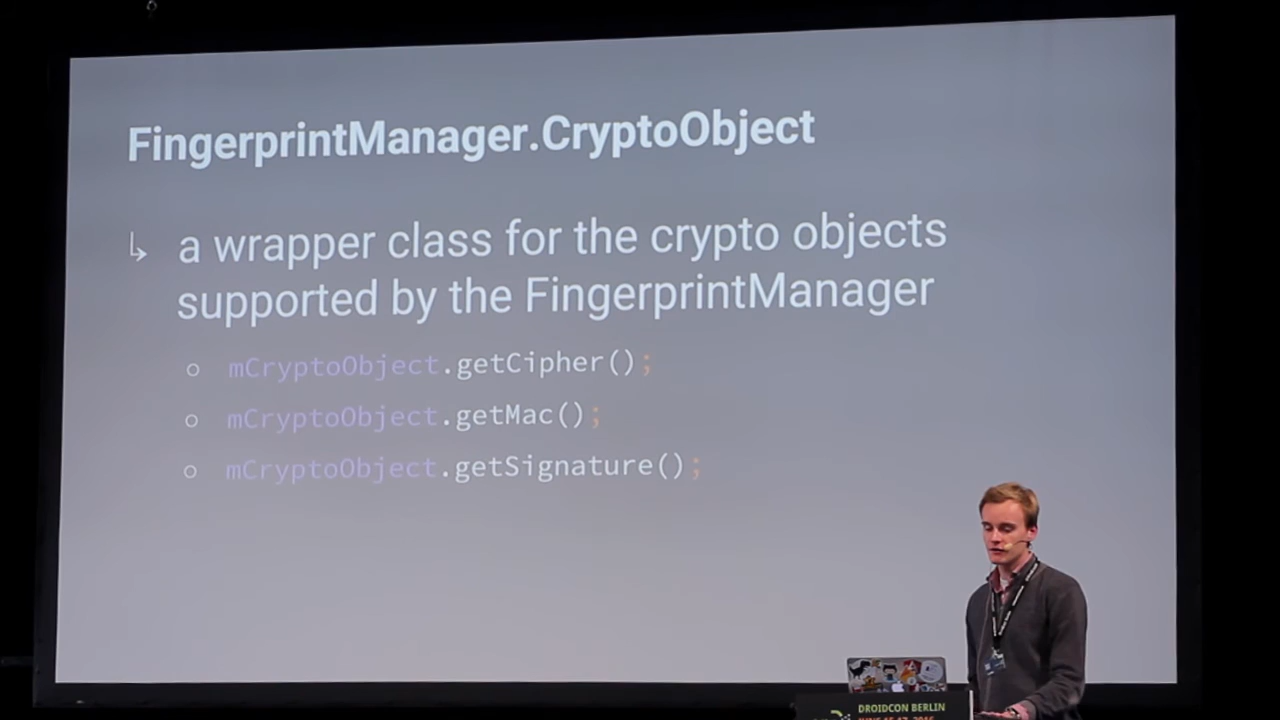 FingerprintManager.CryptoObject
↳ a wrapper class for the crypto objects
supported by the FingerprintManager
○ mCryptoObject.getCipher();
○ mCryptoObject.getMac();
○ mCryptoObject.getSignature();
DROIDCON BERLIN